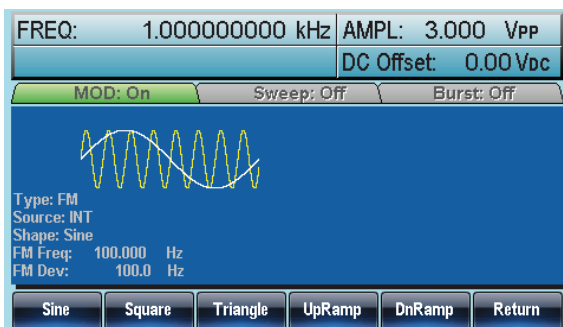 FREQ: 1.000000000 kHz AMPL: 3.000 VPP
DC Offset: 0.00 VDC
MOD: On Sweep: Off Burst: Off
Type: FM
Source: INT
Shape: Sine
FM Freq: 100.000 Hz
FM Dev: 100.0 Hz
Sine Square Triangle UpRamp DnRamp Return